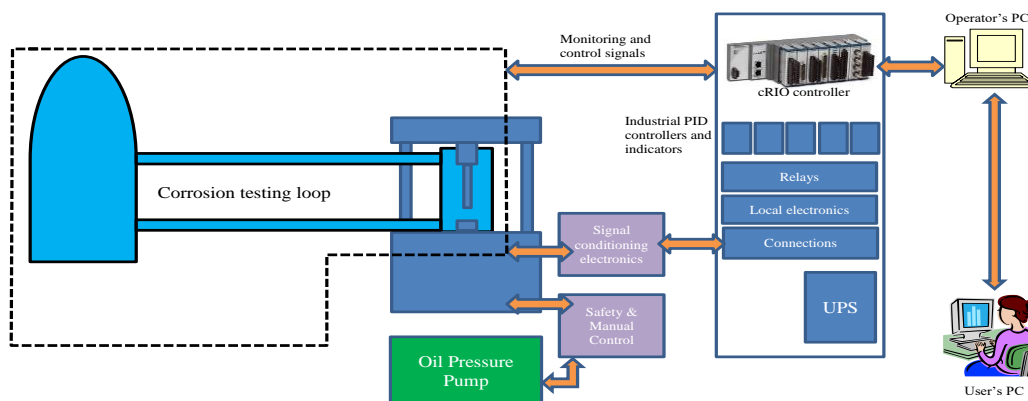 Operator's PC
Monitoring and
control signals
cRIO controller
Industrial PID
controllers and
indicators
Relays
Corrosion testing loop
Local electronics
Signal
conditioning
electronics
Connections
UPS
Safety &
Manual
Control
Oil Pressure
Pump
User's PC